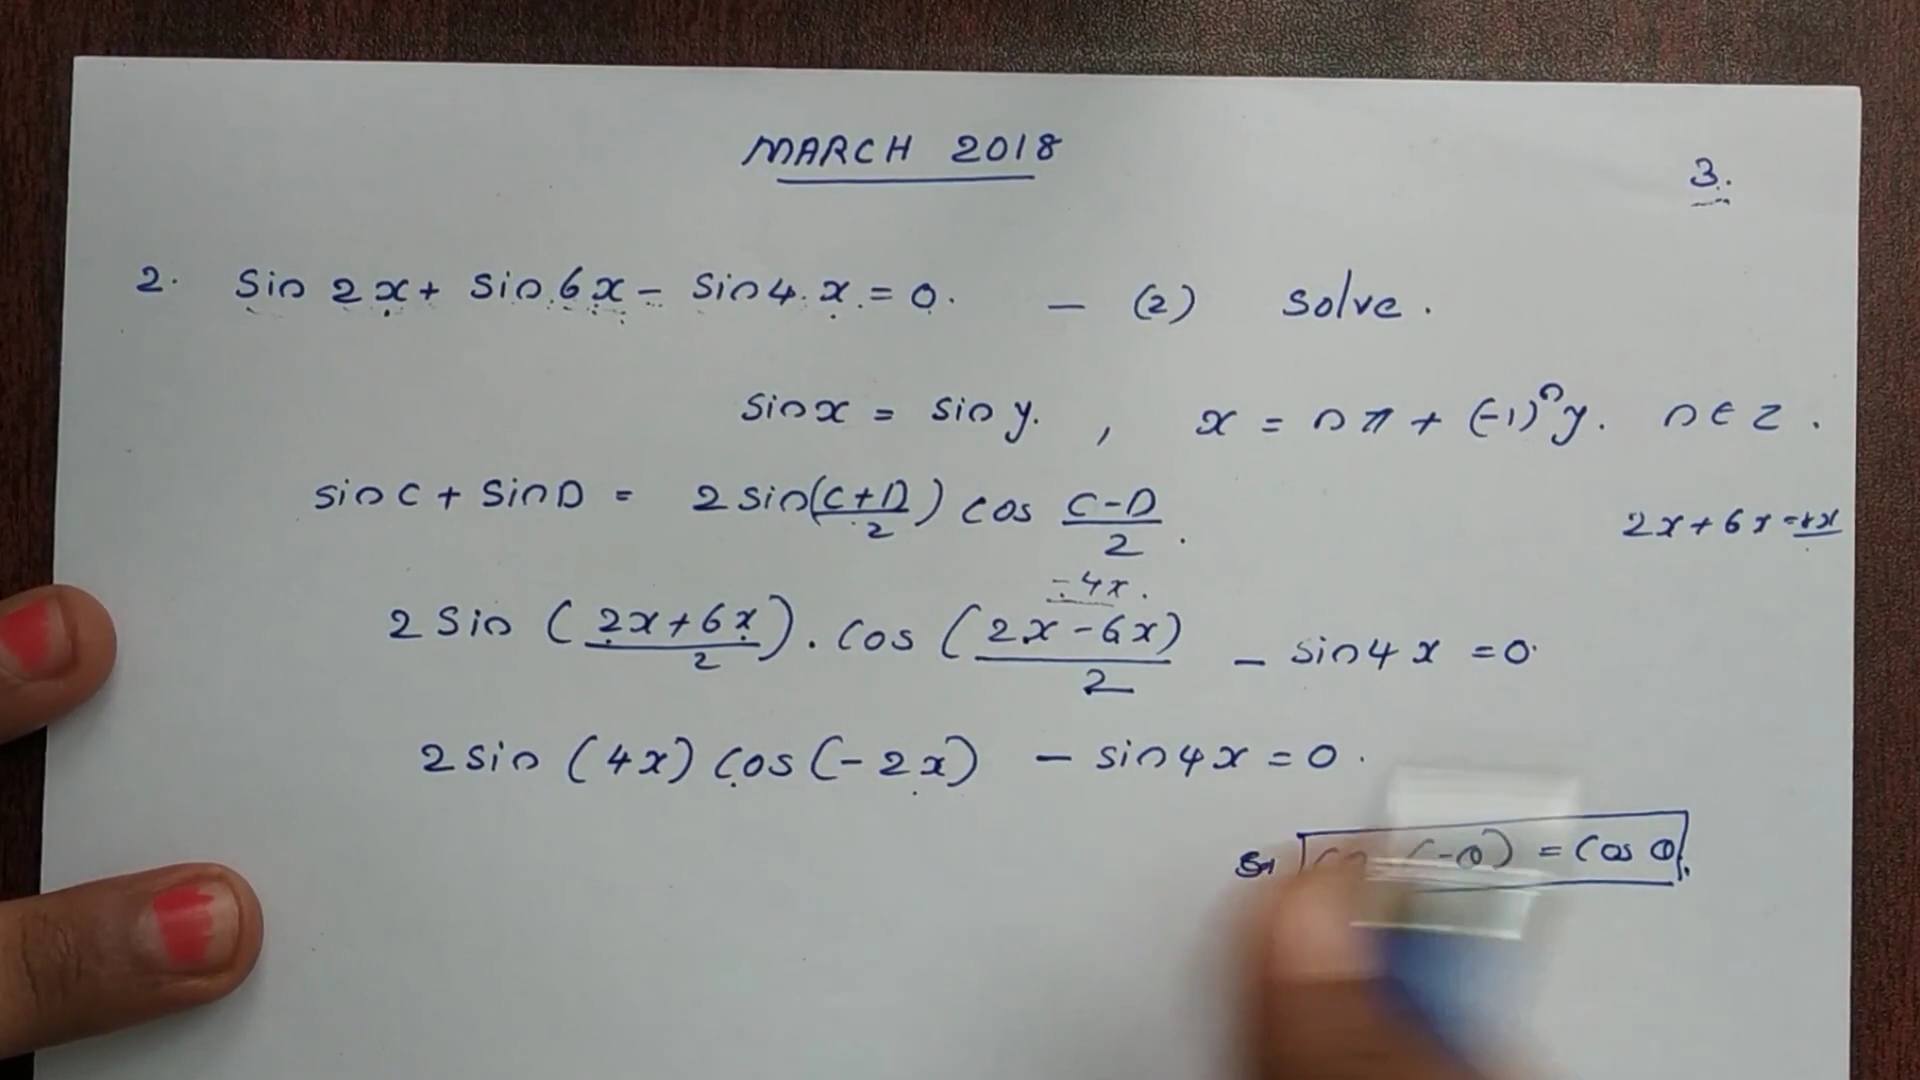 MARCH 2018
3.
2. Sin 2x + Sin 6x - Sin 4x = 0. - (2) Solve.
Sin x = Sin y. , x = nπ + (-1)ⁿy. n ∈ Z.
Sin C + Sin D = 2 Sin (C+D/2) Cos C-D/2.
2x + 6x =
-4x.
2 Sin (2x+6x/2). Cos (2x-6x)/2 - Sin 4x = 0.
2 Sin (4x) Cos (-2x) - Sin 4x = 0.
(-θ) = Cos θ.